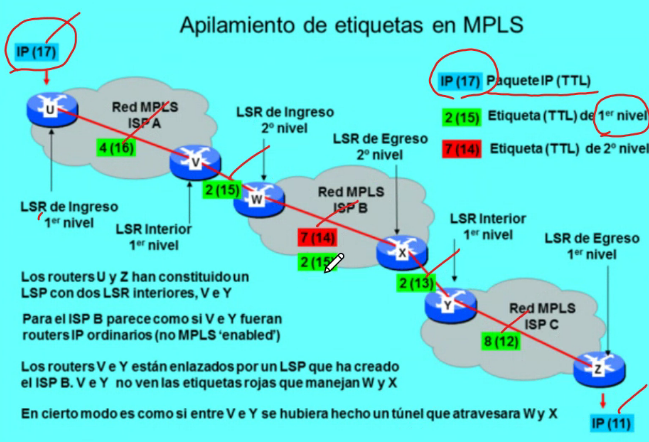 Apilamiento de etiquetas en MPLS
IP (17)
IP (17) Paquete IP (TTL)
2 (15) Etiqueta (TTL) de 1er nivel
7 (14) Etiqueta (TTL) de 2º nivel
U
Red MPLS
ISP A
4 (16)
LSR de Ingreso
2º nivel
V
2 (15)
LSR de Egreso
2º nivel
W
Red MPLS
ISP B
LSR de Ingreso
1er nivel
LSR Interior
1er nivel
7 (14)
2 (15)
X
2 (13)
LSR Interior
1er nivel
LSR de Egreso
1er nivel
Y
Red MPLS
ISP C
8 (12)
Z
IP (11)
Los routers U y Z han constituido un
LSP con dos LSR interiores, V e Y
Para el ISP B parece como si V e Y fueran
routers IP ordinarios (no MPLS ‘enabled’)
Los routers V e Y están enlazados por un LSP que ha creado
el ISP B. V e Y no ven las etiquetas rojas que manejan W y X
En cierto modo es como si entre V e Y se hubiera hecho un túnel que atravesara W y X